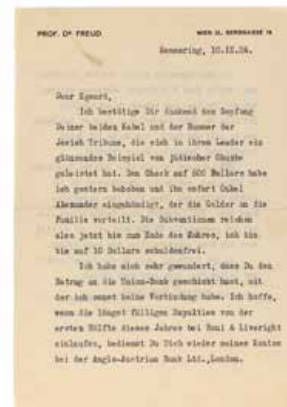 PROF. DR FREUD
WIEN IX., BERGGASSE 19
Semmering, 10.IX.24.
Dear Edward,
Ich bestätige Dir dankend den Empfang
Deiner beiden Kabel und der Nummer der
Jewish Tribune, die sich in ihrem Leader ein
glänzendes Beispiel von jüdischer Chuzbe
geleistet hat. Den Check auf 600 Dollars habe
ich gestern behoben und ihn sofort Onkel
Alexander eingehändigt, der die Gelder an die
Familie verteilt. Die Subventionen reichen
also jetzt bis zum Ende des Jahres, ich bin
bis auf 10 Dollars schuldenfrei.
Ich habe mich sehr gewundert, dass Du den
Betrag an die Union-Bank geschickt hast, mit
der ich sonst keine Verbindung habe. Ich hoffe,
wenn die längst fälligen Royalties von der
ersten Hälfte dieses Jahres bei Boni & Liveright
einlaufen, bedienst Du Dich wieder meines Kontos
bei der Anglo-Austrian Bank Ltd., London.